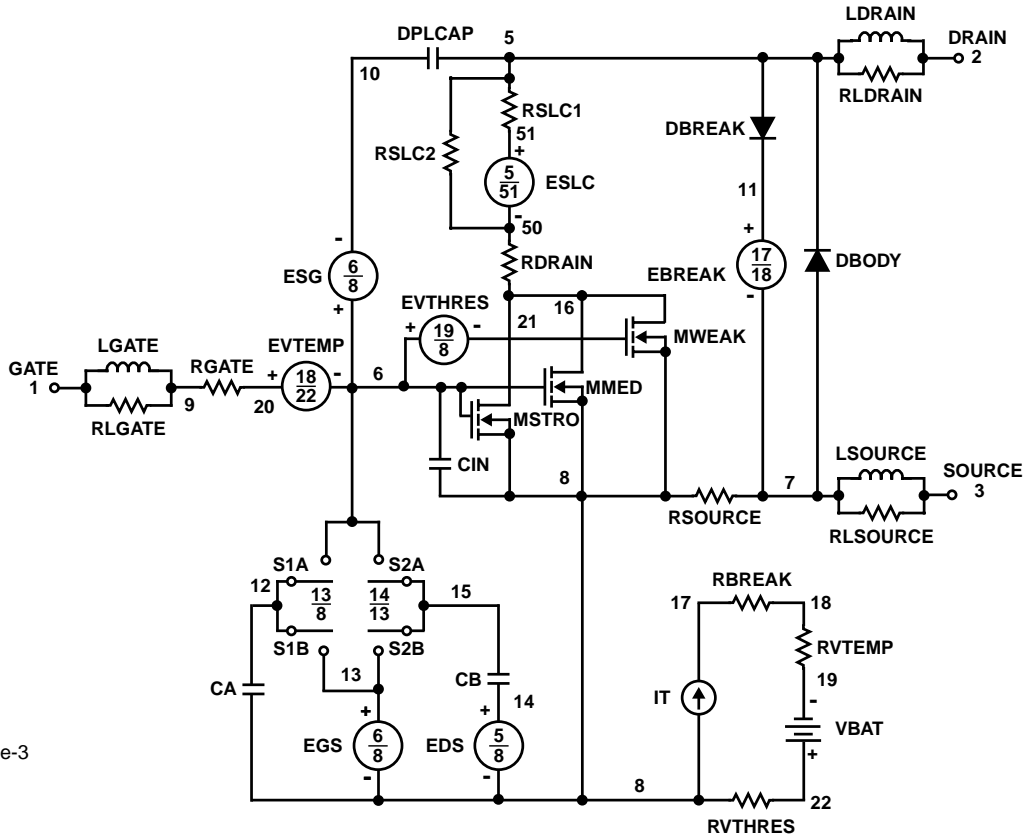 LDRAIN
DPLCAP 5 DRAIN
2
10
RLDRAIN
RSLC1
DBREAK
51
+
RSLC2
5
51
ESLC
11
-
50
+
-
17
18
DBODY
RDRAIN
EBREAK
6
8
ESG
-
EVTHRES
16
+
+
19
8
-
21
MWEAK
LGATE
EVTEMP
GATE
1
RGATE
+
18
22
-
6
MMED
9
20
MSTRO
RLGATE
LSOURCE
CIN
8
7
SOURCE
3
RSOURCE
RLSOURCE
S1A
S2A
12
13
8
14
13
15
RBREAK
17
18
S1B
S2B
RVTEMP
13
CB
19
CA
14
IT
-
+
+
VBAT
EGS
6
8
EDS
5
8
+
e-3
-
-
8
22
RVTHRES